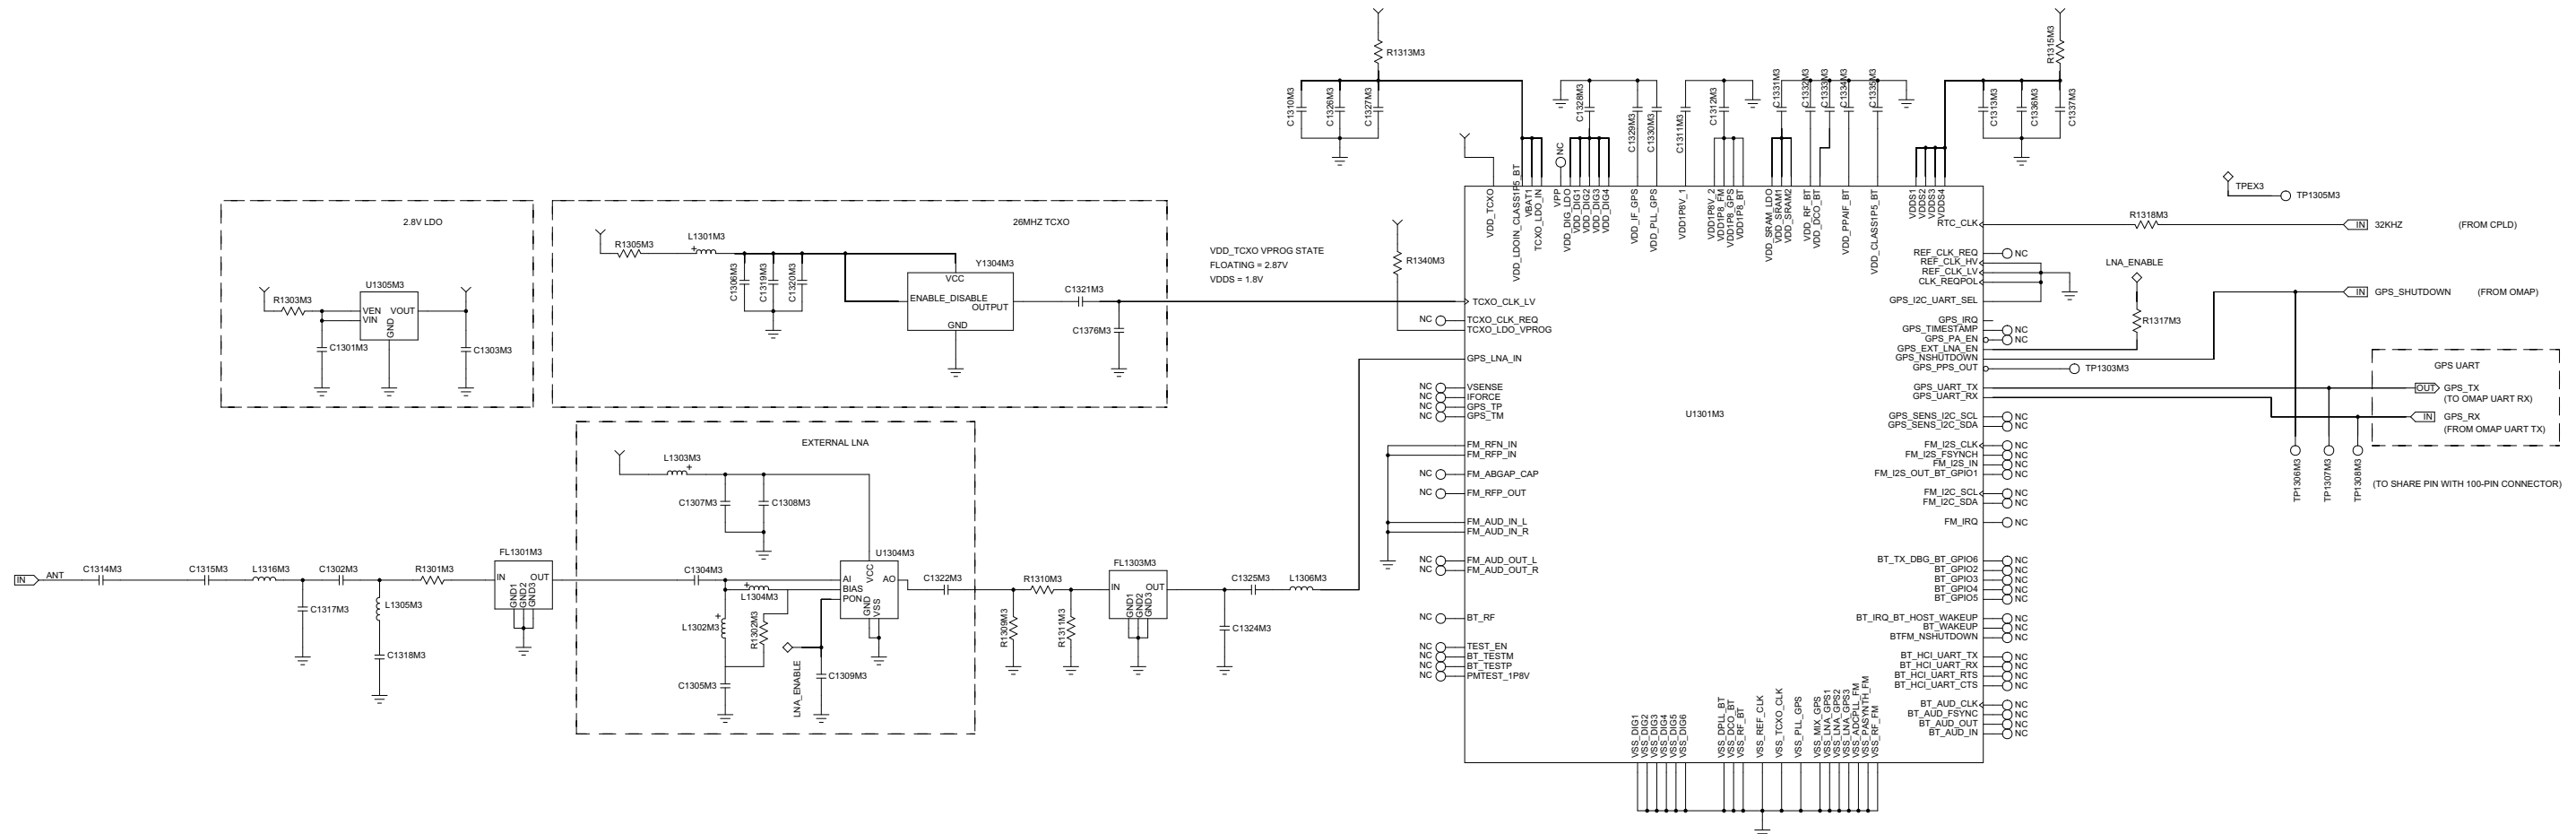 R1313M3
R1315M3
C1310M3
C1326M3
C1327M3
C1328M3
C1329M3
C1330M3
C1311M3
C1312M3
C1331M3
C1332M3
C1333M3
C1334M3
C1335M3
C1313M3
C1336M3
C1337M3
NC
VDD_TCXO
VDD_LDOIN_CLASS1P5_BT
VBAT1
TCXO_LDO_IN
VPP
VDD_DIG_LDO
VDD_DIG1
VDD_DIG2
VDD_DIG3
VDD_DIG4
VDD_IF_GPS
VDD_PLL_GPS
VDD1P8V_1
VDD1P8V_2
VDD1P8_FM
VDD1P8_GPS
VDD1P8_BT
VDD_SRAM_LDO
VDD_SRAM1
VDD_SRAM2
VDD_RF_BT
VDD_DCO_BT
VDD_PPAIF_BT
VDD_CLASS1P5_BT
VDDS1
VDDS2
VDDS3
VDDS4
2.8V LDO
U1305M3
R1303M3
VEN
VIN
VOUT
GND
C1301M3
C1303M3
26MHZ TCXO
R1305M3
L1301M3
+
C1306M3
C1319M3
C1320M3
Y1304M3
VCC
ENABLE_DISABLE
OUTPUT
GND
C1321M3
C1376M3
VDD_TCXO VPROG STATE
FLOATING = 2.87V
VDDS = 1.8V
R1340M3
TCXO_CLK_LV
NC TCXO_CLK_REQ
TCXO_LDO_VPROG
GPS_LNA_IN
NC VSENSE
NC IFORCE
NC GPS_TP
NC GPS_TM
FM_RFN_IN
FM_RFP_IN
NC FM_ABGAP_CAP
NC FM_RFP_OUT
FM_AUD_IN_L
FM_AUD_IN_R
NC FM_AUD_OUT_L
NC FM_AUD_OUT_R
NC BT_RF
NC TEST_EN
NC BT_TESTM
NC BT_TESTP
NC PMTEST_1P8V
U1301M3
RTC_CLK
REF_CLK_REQ NC
REF_CLK_HV
REF_CLK_LV
CLK_REQPOL
GPS_I2C_UART_SEL
GPS_IRQ
GPS_TIMESTAMP NC
GPS_PA_EN NC
GPS_EXT_LNA_EN
GPS_NSHUTDOWN
GPS_PPS_OUT TP1303M3
GPS_UART_TX
GPS_UART_RX
GPS_SENS_I2C_SCL NC
GPS_SENS_I2C_SDA NC
FM_I2S_CLK NC
FM_I2S_FSYNCH NC
FM_I2S_IN NC
FM_I2S_OUT_BT_GPIO1 NC
FM_I2C_SCL NC
FM_I2C_SDA NC
FM_IRQ NC
BT_TX_DBG_BT_GPIO6 NC
BT_GPIO2 NC
BT_GPIO3 NC
BT_GPIO4 NC
BT_GPIO5 NC
BT_IRQ_BT_HOST_WAKEUP NC
BT_WAKEUP NC
BTFM_NSHUTDOWN NC
BT_HCI_UART_TX NC
BT_HCI_UART_RX NC
BT_HCI_UART_RTS NC
BT_HCI_UART_CTS NC
BT_AUD_CLK NC
BT_AUD_FSYNC NC
BT_AUD_OUT NC
BT_AUD_IN NC
TPEX3
TP1305M3
R1318M3
IN 32KHZ (FROM CPLD)
LNA_ENABLE
R1317M3
IN GPS_SHUTDOWN (FROM OMAP)
GPS UART
OUT GPS_TX
(TO OMAP UART RX)
IN GPS_RX
(FROM OMAP UART TX)
TP1306M3
TP1307M3
TP1308M3
(TO SHARE PIN WITH 100-PIN CONNECTOR)
EXTERNAL LNA
L1303M3
+
C1307M3
C1308M3
U1304M3
VCC
AI
BIAS
PON
AO
GND
VSS
C1304M3
+
L1304M3
+
L1302M3
R1302M3
C1305M3
LNA_ENABLE
C1309M3
IN ANT
C1314M3
C1315M3
L1316M3
C1302M3
R1301M3
C1317M3
L1305M3
C1318M3
FL1301M3
IN
OUT
GND1
GND2
GND3
C1322M3
R1309M3
R1310M3
R1311M3
FL1303M3
IN
OUT
GND1
GND2
GND3
C1325M3
L1306M3
C1324M3
VSS_DIG1
VSS_DIG2
VSS_DIG3
VSS_DIG4
VSS_DIG5
VSS_DIG6
VSS_DPLL_BT
VSS_DCO_BT
VSS_RF_BT
VSS_REF_CLK
VSS_TCXO_CLK
VSS_PLL_GPS
VSS_MIX_GPS
VSS_LNA_GPS1
VSS_LNA_GPS2
VSS_LNA_GPS3
VSS_ADCPLL_FM
VSS_PASYNTH_FM
VSS_RF_FM